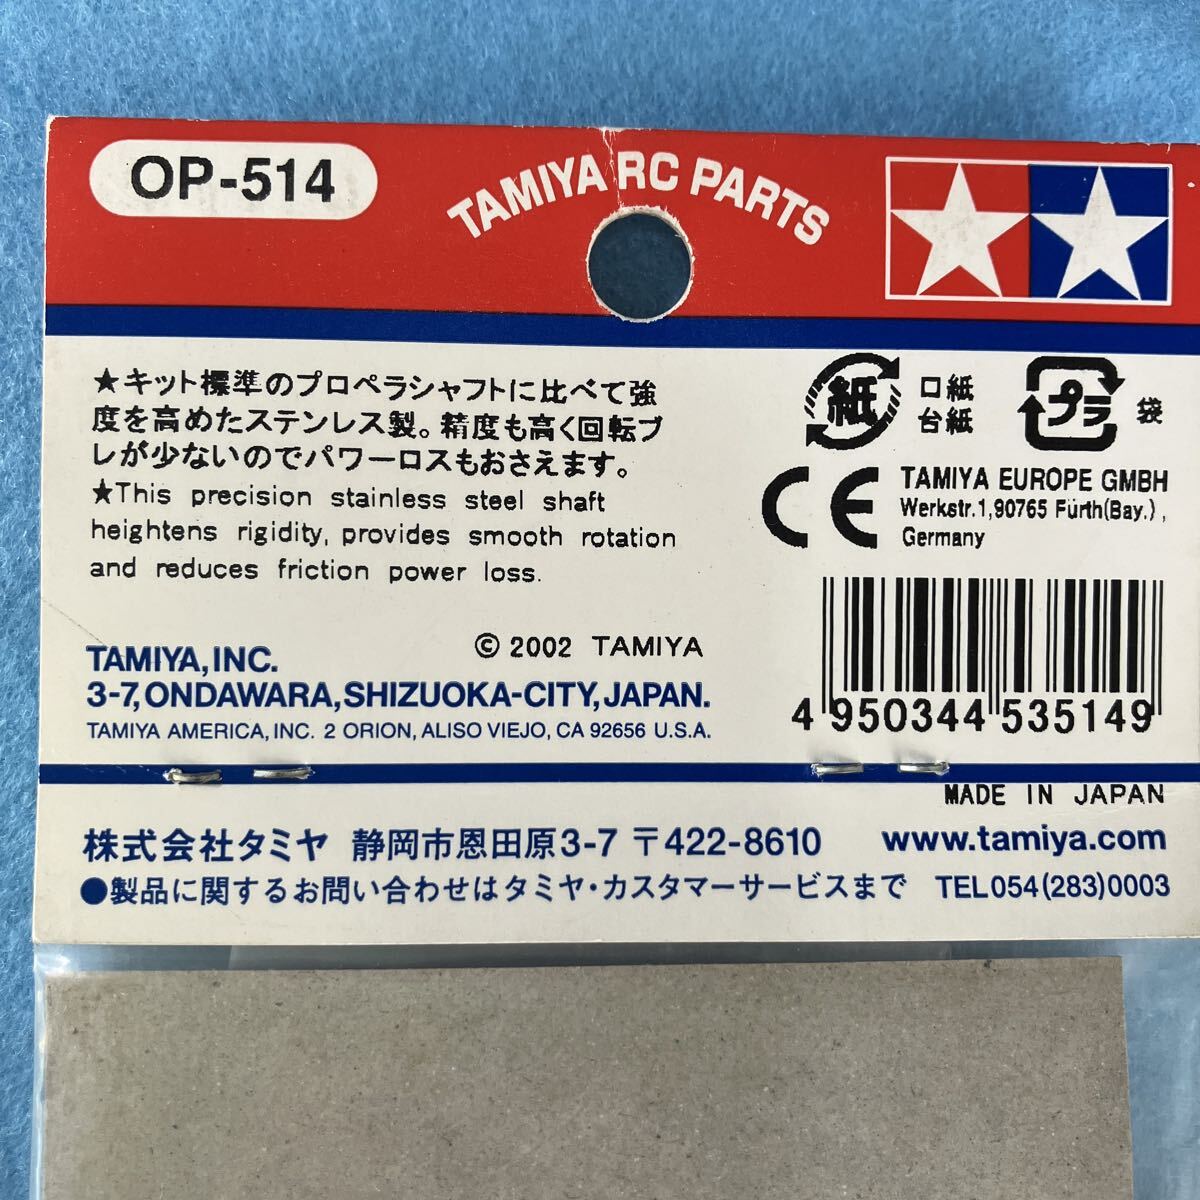 OP-514
TAMIYA RC PARTS
★キット標準のプロペラシャフトに比べて強
度を高めたステンレス製。精度も高く回転ブ
レが少ないのでパワーロスもおさえます。
★This precision stainless steel shaft
heightens rigidity, provides smooth rotation
and reduces friction power loss.
紙
口紙
台紙
プラ
袋
CE
TAMIYA EUROPE GMBH
Werkstr.1,90765 Fürth(Bay.),
Germany
© 2002 TAMIYA
TAMIYA,INC.
3-7,ONDAWARA,SHIZUOKA-CITY,JAPAN.
TAMIYA AMERICA, INC. 2 ORION, ALISO VIEJO, CA 92656 U.S.A.
4 950344 535149
MADE IN JAPAN
株式会社タミヤ 静岡市恩田原3-7 〒422-8610 www.tamiya.com
●製品に関するお問い合わせはタミヤ・カスタマーサービスまで TEL054(283)0003